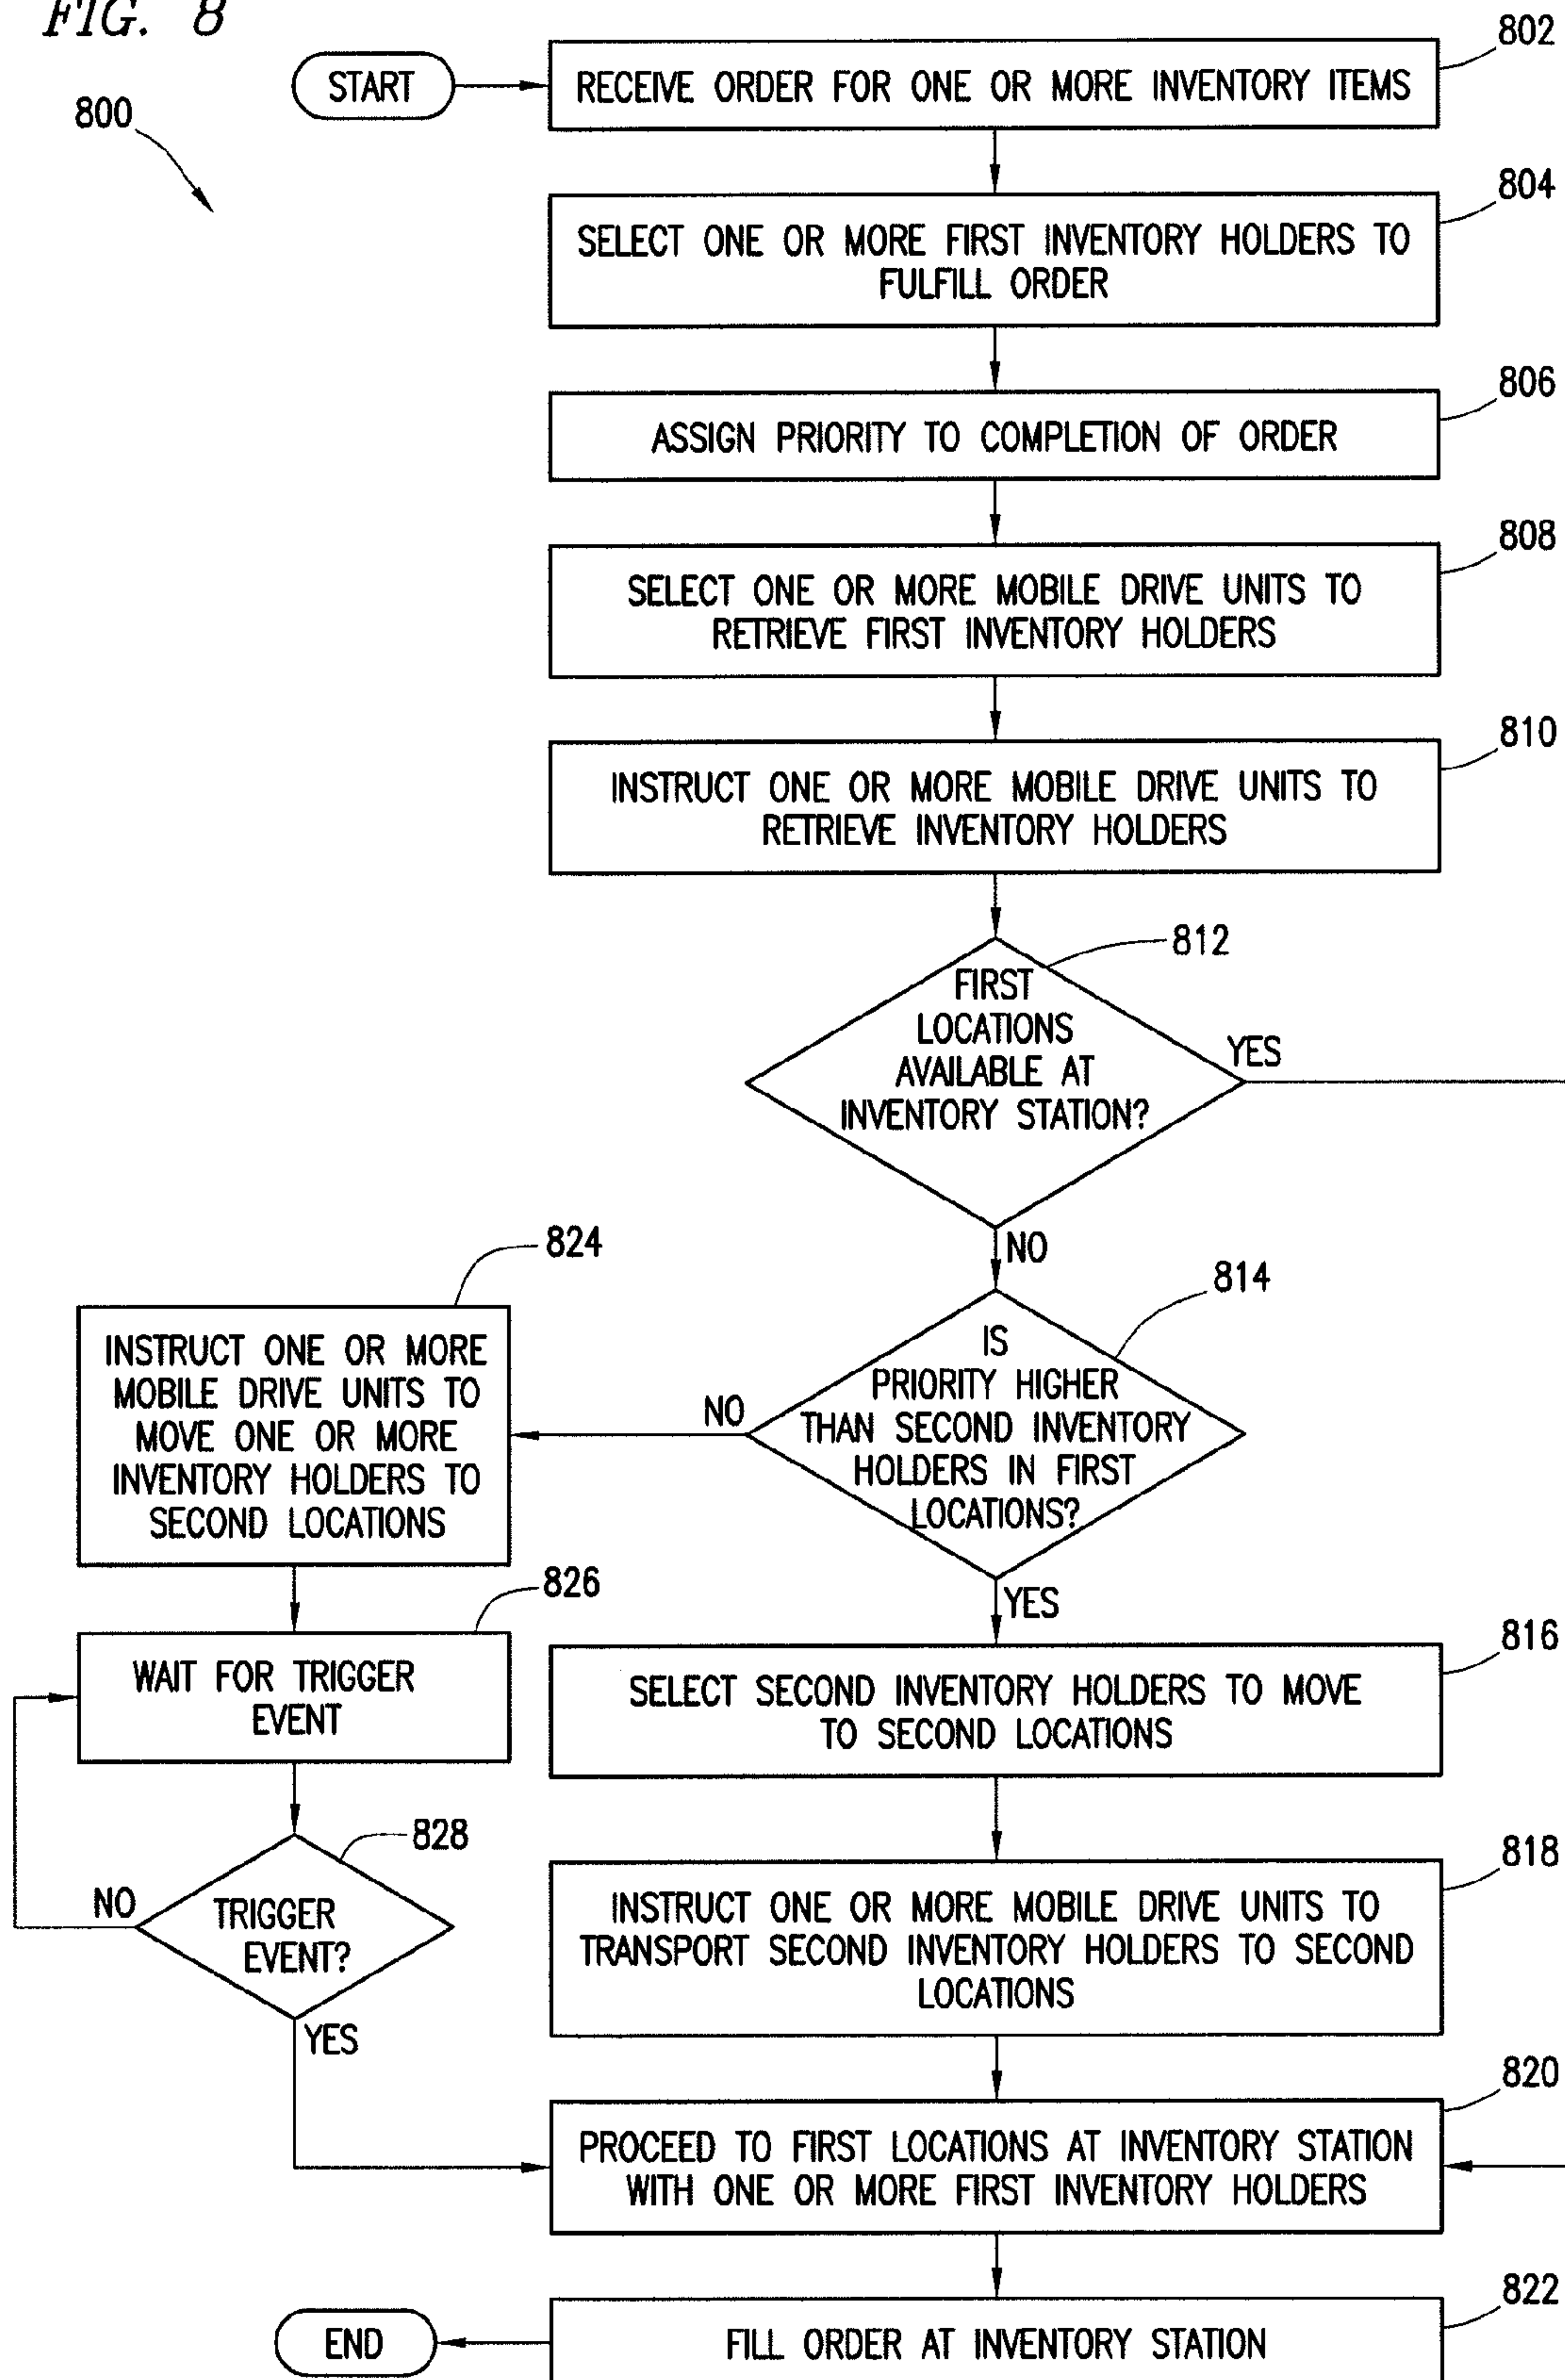 FIG. 8
800
START
802
RECEIVE ORDER FOR ONE OR MORE INVENTORY ITEMS
804
SELECT ONE OR MORE FIRST INVENTORY HOLDERS TO
FULFILL ORDER
806
ASSIGN PRIORITY TO COMPLETION OF ORDER
808
SELECT ONE OR MORE MOBILE DRIVE UNITS TO
RETRIEVE FIRST INVENTORY HOLDERS
810
INSTRUCT ONE OR MORE MOBILE DRIVE UNITS TO
RETRIEVE INVENTORY HOLDERS
812
FIRST
LOCATIONS
AVAILABLE AT
INVENTORY STATION?
YES
NO
814
IS
PRIORITY HIGHER
THAN SECOND INVENTORY
HOLDERS IN FIRST
LOCATIONS?
NO
YES
824
INSTRUCT ONE OR MORE
MOBILE DRIVE UNITS TO
MOVE ONE OR MORE
INVENTORY HOLDERS TO
SECOND LOCATIONS
826
WAIT FOR TRIGGER
EVENT
828
TRIGGER
EVENT?
NO
YES
816
SELECT SECOND INVENTORY HOLDERS TO MOVE
TO SECOND LOCATIONS
818
INSTRUCT ONE OR MORE MOBILE DRIVE UNITS TO
TRANSPORT SECOND INVENTORY HOLDERS TO SECOND
LOCATIONS
820
PROCEED TO FIRST LOCATIONS AT INVENTORY STATION
WITH ONE OR MORE FIRST INVENTORY HOLDERS
822
FILL ORDER AT INVENTORY STATION
END